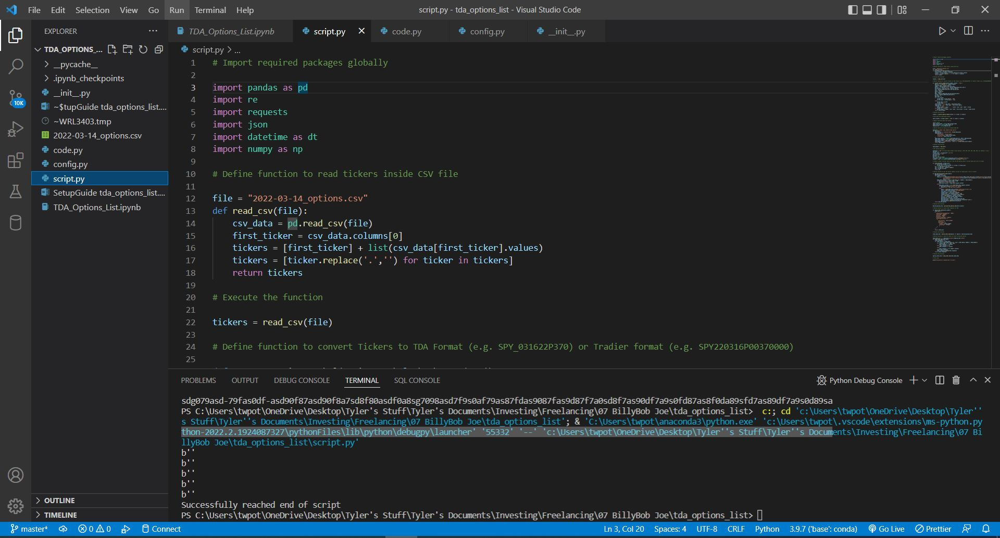 File Edit Selection View Go Run Terminal Help
script.py - tda_options_list - Visual Studio Code
EXPLORER
TDA_OPTIONS_...
__pycache__
.ipynb_checkpoints
__init__.py
~$tupGuide tda_options_list....
~WRL3403.tmp
2022-03-14_options.csv
code.py
config.py
script.py
SetupGuide tda_options_list....
TDA_Options_List.ipynb
10K
OUTLINE
TIMELINE
TDA_Options_List.ipynb script.py code.py config.py __init__.py
script.py > ...
1 # Import required packages globally
2
3 import pandas as pd
4 import re
5 import requests
6 import json
7 import datetime as dt
8 import numpy as np
9
10 # Define function to read tickers inside CSV file
11
12 file = "2022-03-14_options.csv"
13 def read_csv(file):
14 csv_data = pd.read_csv(file)
15 first_ticker = csv_data.columns[0]
16 tickers = [first_ticker] + list(csv_data[first_ticker].values)
17 tickers = [ticker.replace('.','') for ticker in tickers]
18 return tickers
19
20 # Execute the function
21
22 tickers = read_csv(file)
23
24 # Define function to convert Tickers to TDA Format (e.g. SPY_031622P370) or Tradier format (e.g. SPY220316P00370000)
25
PROBLEMS OUTPUT DEBUG CONSOLE TERMINAL SQL CONSOLE
Python Debug Console
sdg079asd-79fas0df-asd90f87asd90f8a7sd8f80asdf0a8sg7098asd7f9s0af79as87fdas9087fas9d87f7a0sd8f7as90df7a9s0fd87as8f0da89sfd7as89df7a9s0d89sa
PS C:\Users\twpot\OneDrive\Desktop\Tyler's Stuff\Tyler's Documents\Investing\Freelancing\07 BillyBob Joe\tda_options_list> c:; cd 'c:\Users\twpot\OneDrive\Desktop\Tyler''
s Stuff\Tyler''s Documents\Investing\Freelancing\07 BillyBob Joe\tda_options_list'; & 'C:\Users\twpot\anaconda3\python.exe' 'c:\Users\twpot\.vscode\extensions\ms-python.py
thon-2022.2.1924087327\pythonFiles\lib\python\debugpy\launcher' '55332' '--' 'c:\Users\twpot\OneDrive\Desktop\Tyler''s Stuff\Tyler''s Documents\Investing\Freelancing\07 Bi
llyBob Joe\tda_options_list\script.py'
b''
b''
b''
b''
b''
Successfully reached end of script
PS C:\Users\twpot\OneDrive\Desktop\Tyler's Stuff\Tyler's Documents\Investing\Freelancing\07 BillyBob Joe\tda_options_list>
master* 0 0 Connect Ln 3, Col 20 Spaces: 4 UTF-8 CRLF Python 3.9.7 ('base': conda) Go Live Prettier